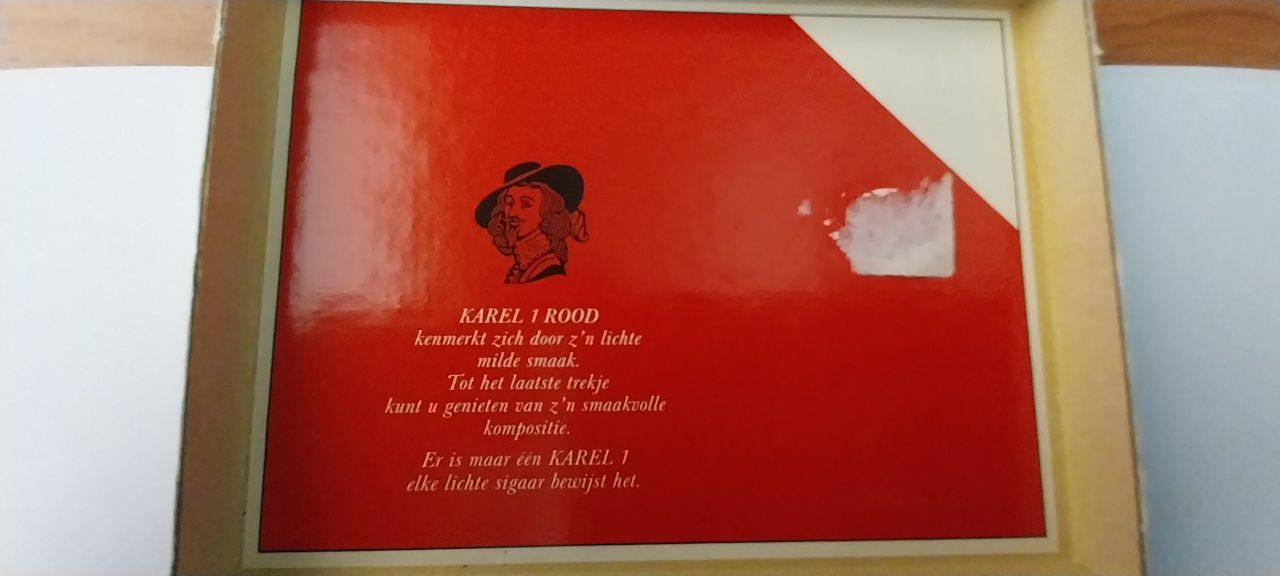 KAREL 1 ROOD
kenmerkt zich door z'n lichte
milde smaak.
Tot het laatste trekje
kunt u genieten van z'n smaakvolle
kompositie.
Er is maar één KAREL 1
elke lichte sigaar bewijst het.